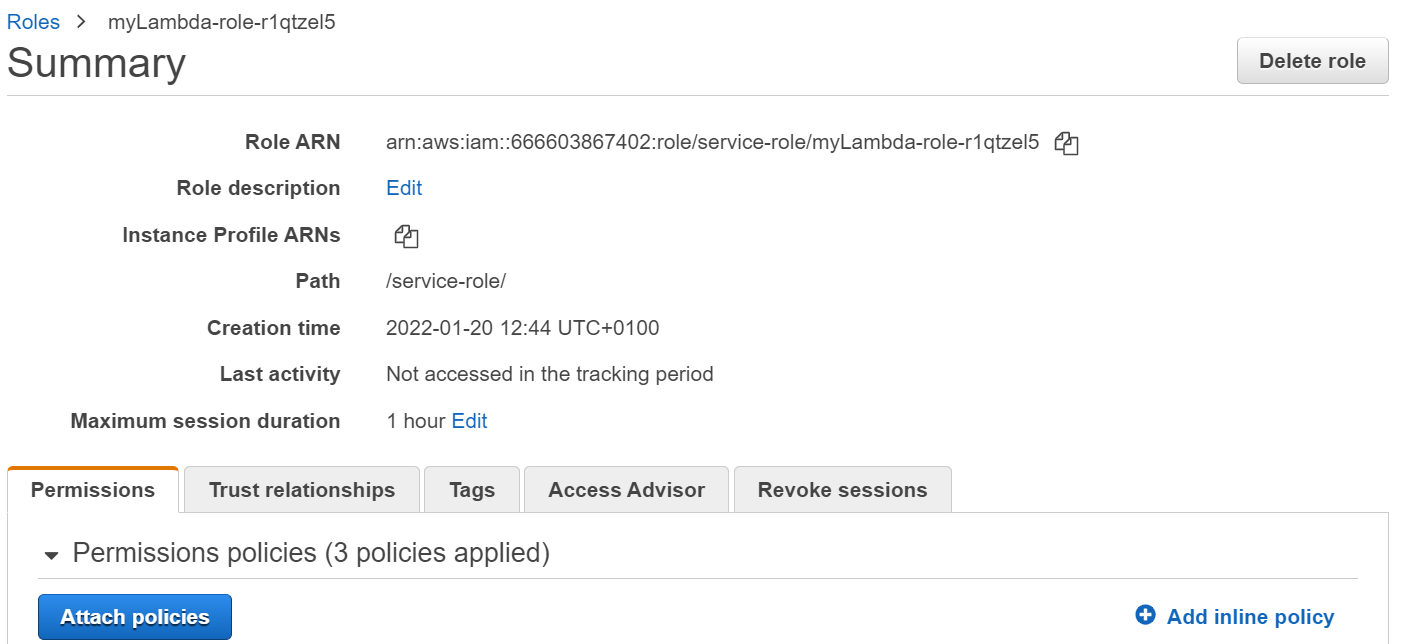 Roles > myLambda-role-r1qtzel5
Summary
Delete role
Role ARN arn:aws:iam::666603867402:role/service-role/myLambda-role-r1qtzel5
Role description Edit
Instance Profile ARNs
Path /service-role/
Creation time 2022-01-20 12:44 UTC+0100
Last activity Not accessed in the tracking period
Maximum session duration 1 hour Edit
Permissions Trust relationships Tags Access Advisor Revoke sessions
Permissions policies (3 policies applied)
Attach policies Add inline policy